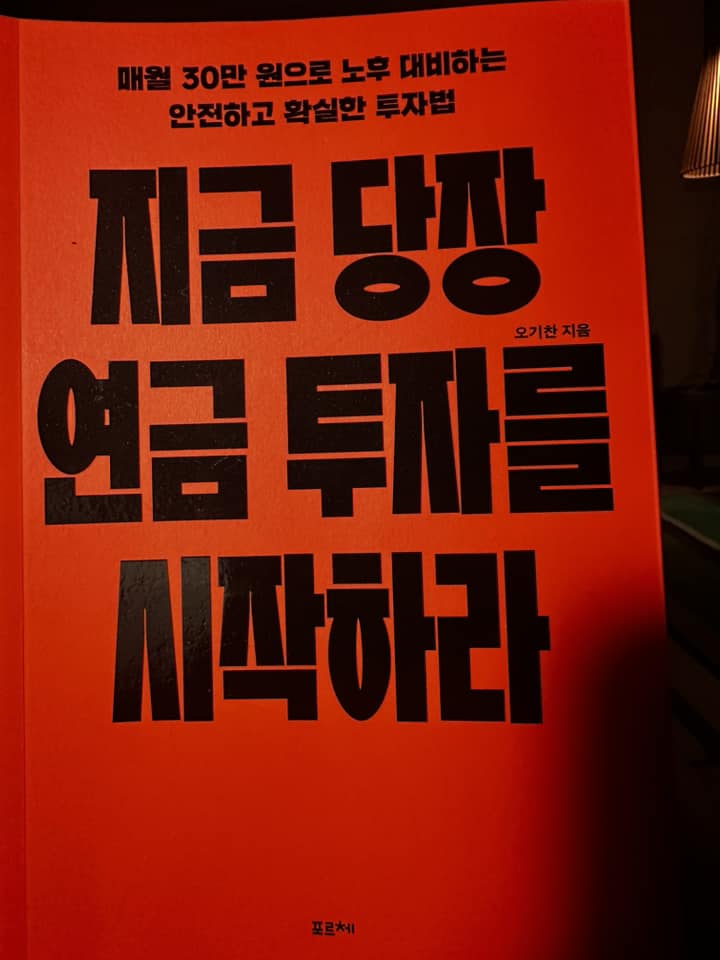 매월 30만 원으로 노후 대비하는
안전하고 확실한 투자법
지금 당장
오기찬 지음
연금 투자를
시작하라
포르체